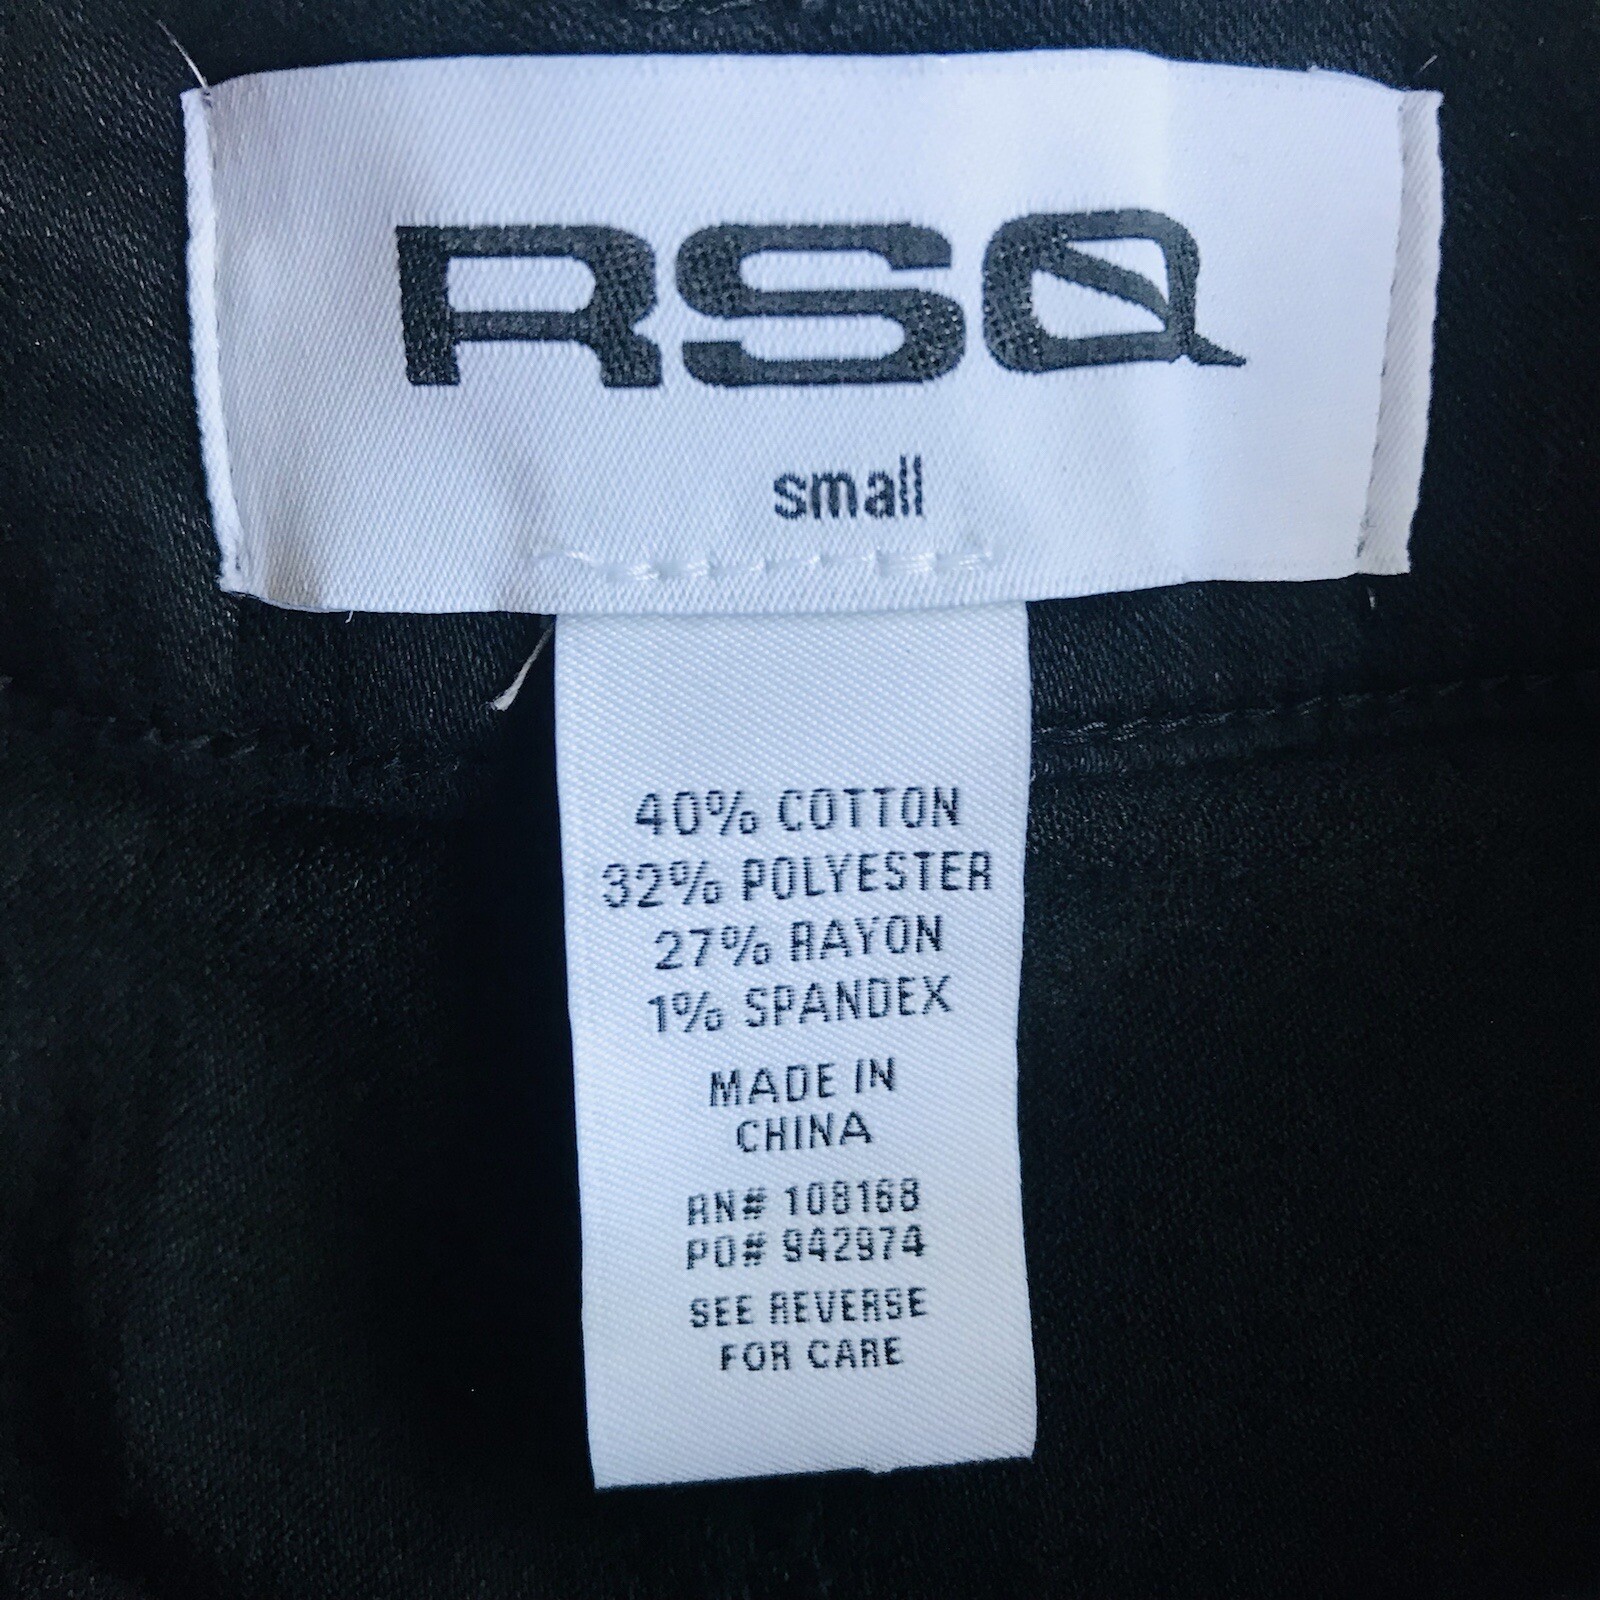 RSQ
small
40% COTTON
32% POLYESTER
27% RAYON
1% SPANDEX
MADE IN
CHINA
RN# 108168
PO# 942974
SEE REVERSE
FOR CARE